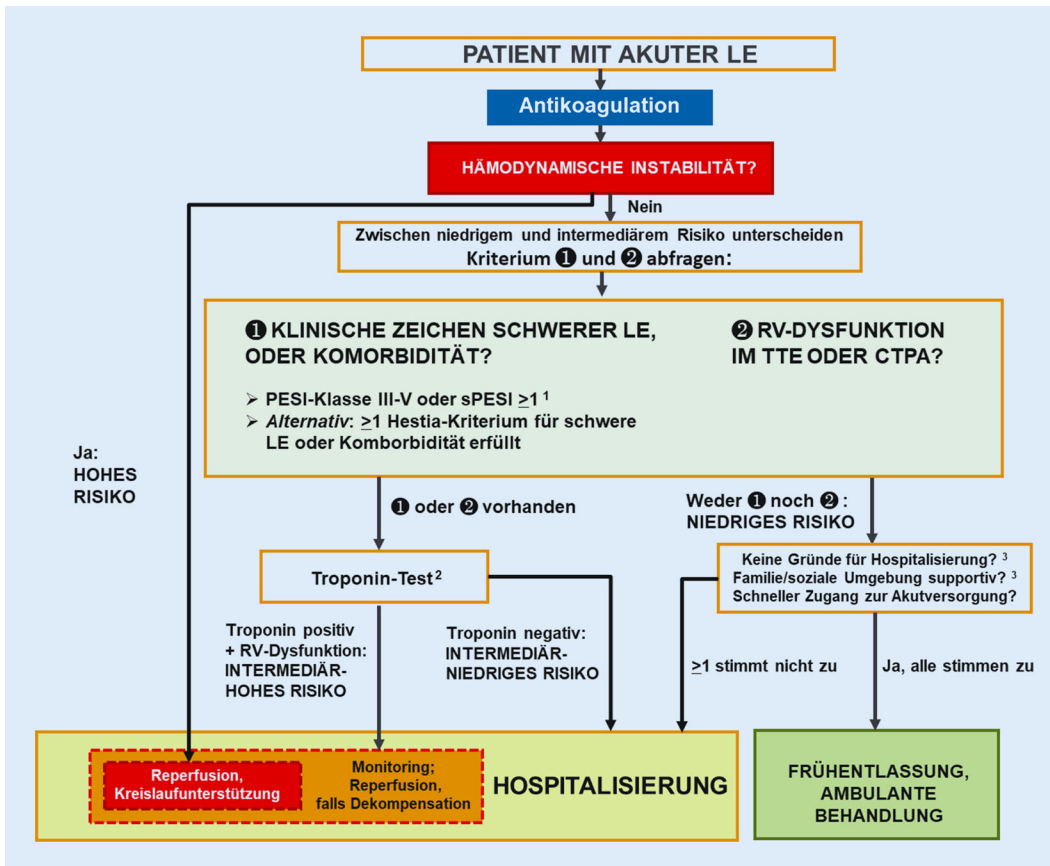 PATIENT MIT AKUTER LE
Antikoagulation
HÄMODYNAMISCHE INSTABILITÄT?
Nein
Zwischen niedrigem und intermediärem Risiko unterscheiden
Kriterium ❶ und ❷ abfragen:
❶ KLINISCHE ZEICHEN SCHWERER LE,
ODER KOMORBIDITÄT?
➢ PESI-Klasse III-V oder sPESI ≥1 ¹
➢ Alternativ: ≥1 Hestia-Kriterium für schwere
LE oder Komborbidität erfüllt
❷ RV-DYSFUNKTION
IM TTE ODER CTPA?
Ja:
HOHES
RISIKO
❶ oder ❷ vorhanden
Weder ❶ noch ❷ :
NIEDRIGES RISIKO
Troponin-Test²
Keine Gründe für Hospitalisierung? ³
Familie/soziale Umgebung supportiv? ³
Schneller Zugang zur Akutversorgung?
Troponin positiv
+ RV-Dysfunktion:
INTERMEDIÄR-
HOHES RISIKO
Troponin negativ:
INTERMEDIÄR-
NIEDRIGES RISIKO
≥1 stimmt nicht zu
Ja, alle stimmen zu
Reperfusion,
Kreislaufunterstützung
Monitoring;
Reperfusion,
falls Dekompensation
HOSPITALISIERUNG
FRÜHENTLASSUNG,
AMBULANTE
BEHANDLUNG